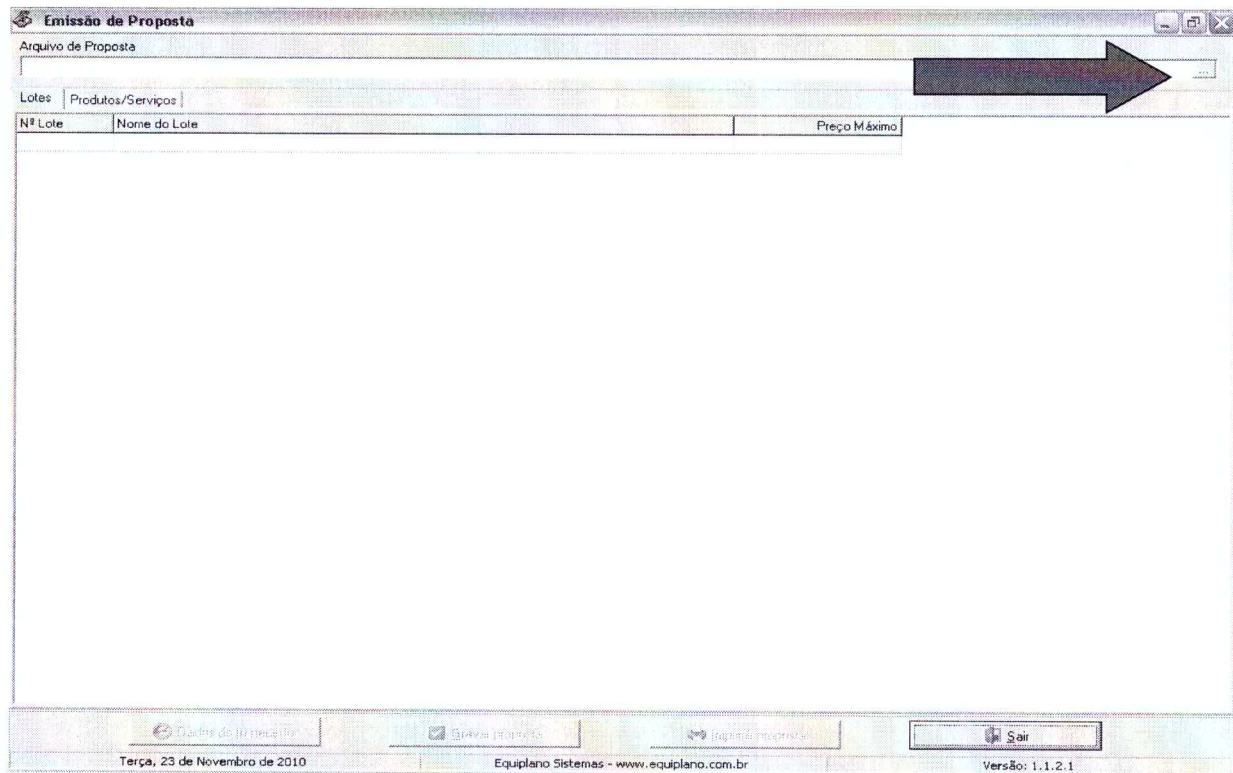 Emissão de Proposta
Arquivo de Proposta
...
Lotes Produtos/Serviços
Nº Lote Nome do Lote Preço Máximo
Sair
Terça, 23 de Novembro de 2010 Equiplano Sistemas - www.equiplano.com.br Versão: 1.1.2.1